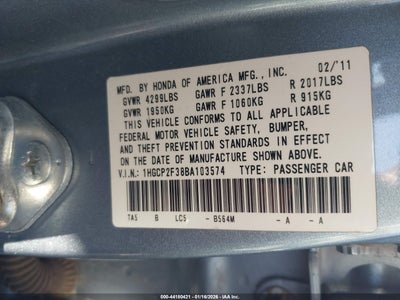 MFD. BY HONDA OF AMERICA MFG., INC. 02/'11
GVWR 4299LBS GAWR F 2337LBS R 2017LBS
GVWR 1950KG GAWR F 1060KG R 915KG
THIS VEHICLE CONFORMS TO ALL APPLICABLE
FEDERAL MOTOR VEHICLE SAFETY, BUMPER,
AND THEFT PREVENTION STANDARDS IN EFFECT
ON THE DATE OF MANUFACTURE SHOWN ABOVE.
V.I.N.: 1HGCP2F38BA103574 TYPE: PASSENGER CAR
TA5 B LC5 - B564M - A - A
000-44180421 - 01/16/2026 - © IAA, Inc.